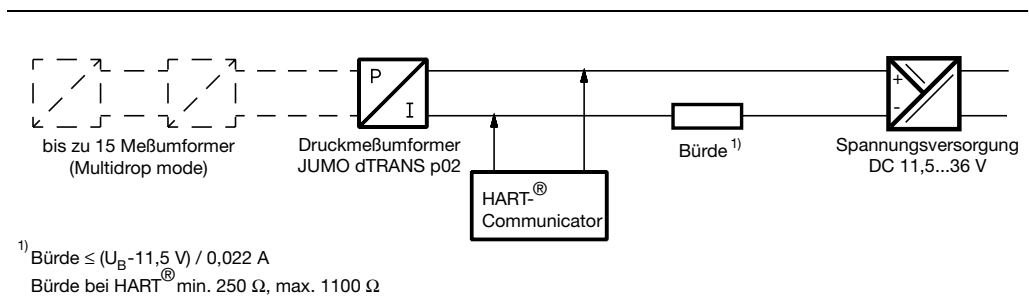 P
I
+
-
bis zu 15 Meßumformer
(Multidrop mode)
Druckmeßumformer
JUMO dTRANS p02
Bürde 1)
Spannungsversorgung
DC 11,5...36 V
HART-®
Communicator
1) Bürde ≤ (UB-11,5 V) / 0,022 A
Bürde bei HART® min. 250 Ω, max. 1100 Ω